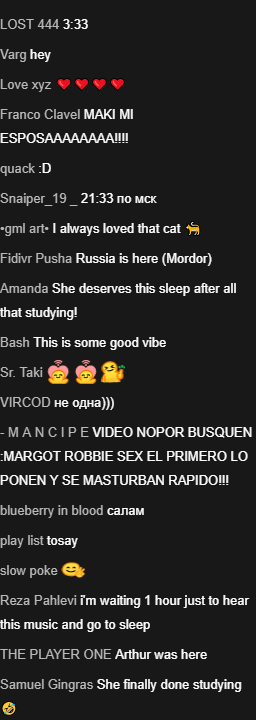 LOST 444 3:33
Varg hey
Love xyz ❤️❤️❤️❤️
Franco Clavel MAKI MI
ESPOSAAAAAAAA!!!!
quack :D
Snaiper_19 _ 21:33 по мск
•gml art• I always loved that cat 🐈
Fidivr Pusha Russia is here (Mordor)
Amanda She deserves this sleep after all
that studying!
Bash This is some good vibe
Sr. Taki
VIRCOD не одна)))
- M A N C I P E VIDEO NOPOR BUSQUEN
:MARGOT ROBBIE SEX EL PRIMERO LO
PONEN Y SE MASTURBAN RAPIDO!!!
blueberry in blood салам
play list tosay
slow poke
Reza Pahlevi i'm waiting 1 hour just to hear
this music and go to sleep
THE PLAYER ONE Arthur was here
Samuel Gingras She finally done studying
🤣